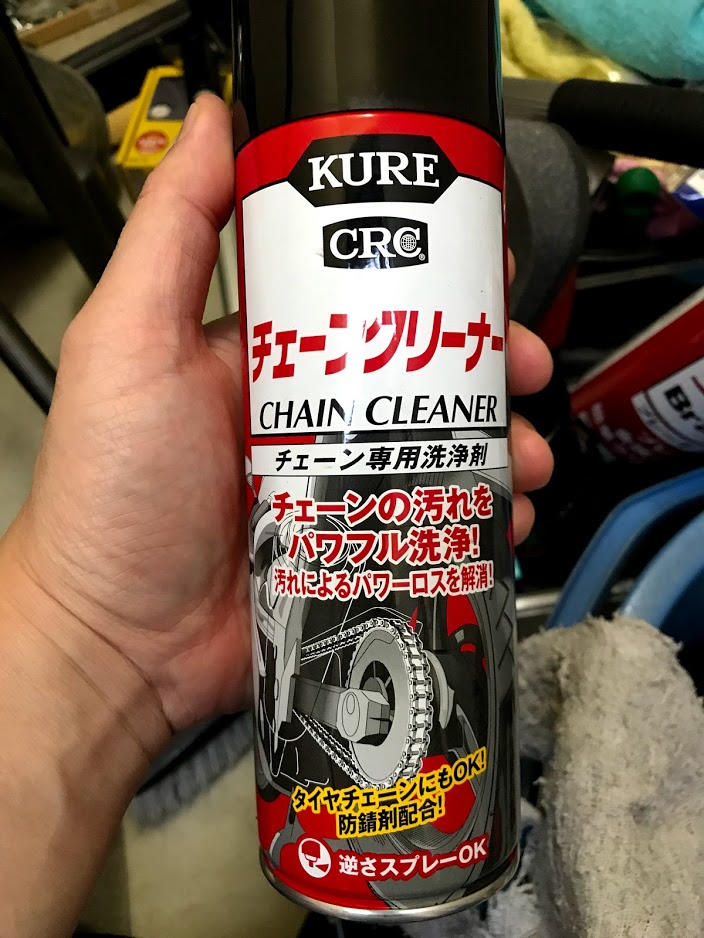 KURE
CRC®
チェーンクリーナー
CHAIN CLEANER
チェーン専用洗浄剤
チェーンの汚れを
パワフル洗浄!
汚れによるパワーロスを解消!
タイヤチェーンにもOK!
防錆剤配合!
逆さスプレーOK
Br